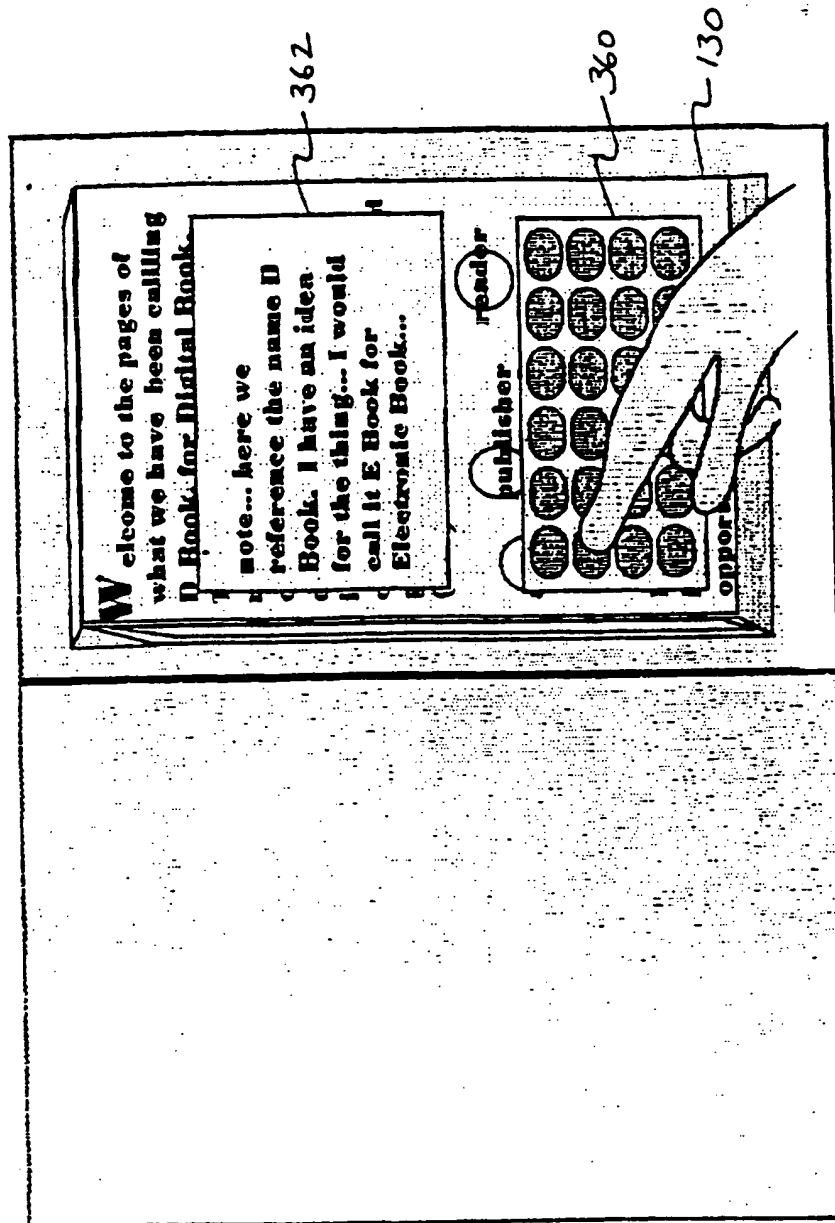 Welcome to the pages of
what we have been callling
D Book, for Digital Book.
note... here we
reference the name D
Book. I have an idea
for the thing... I would
call it E Book for
Electronic Book...
publisher reader
oppor
362
360
130